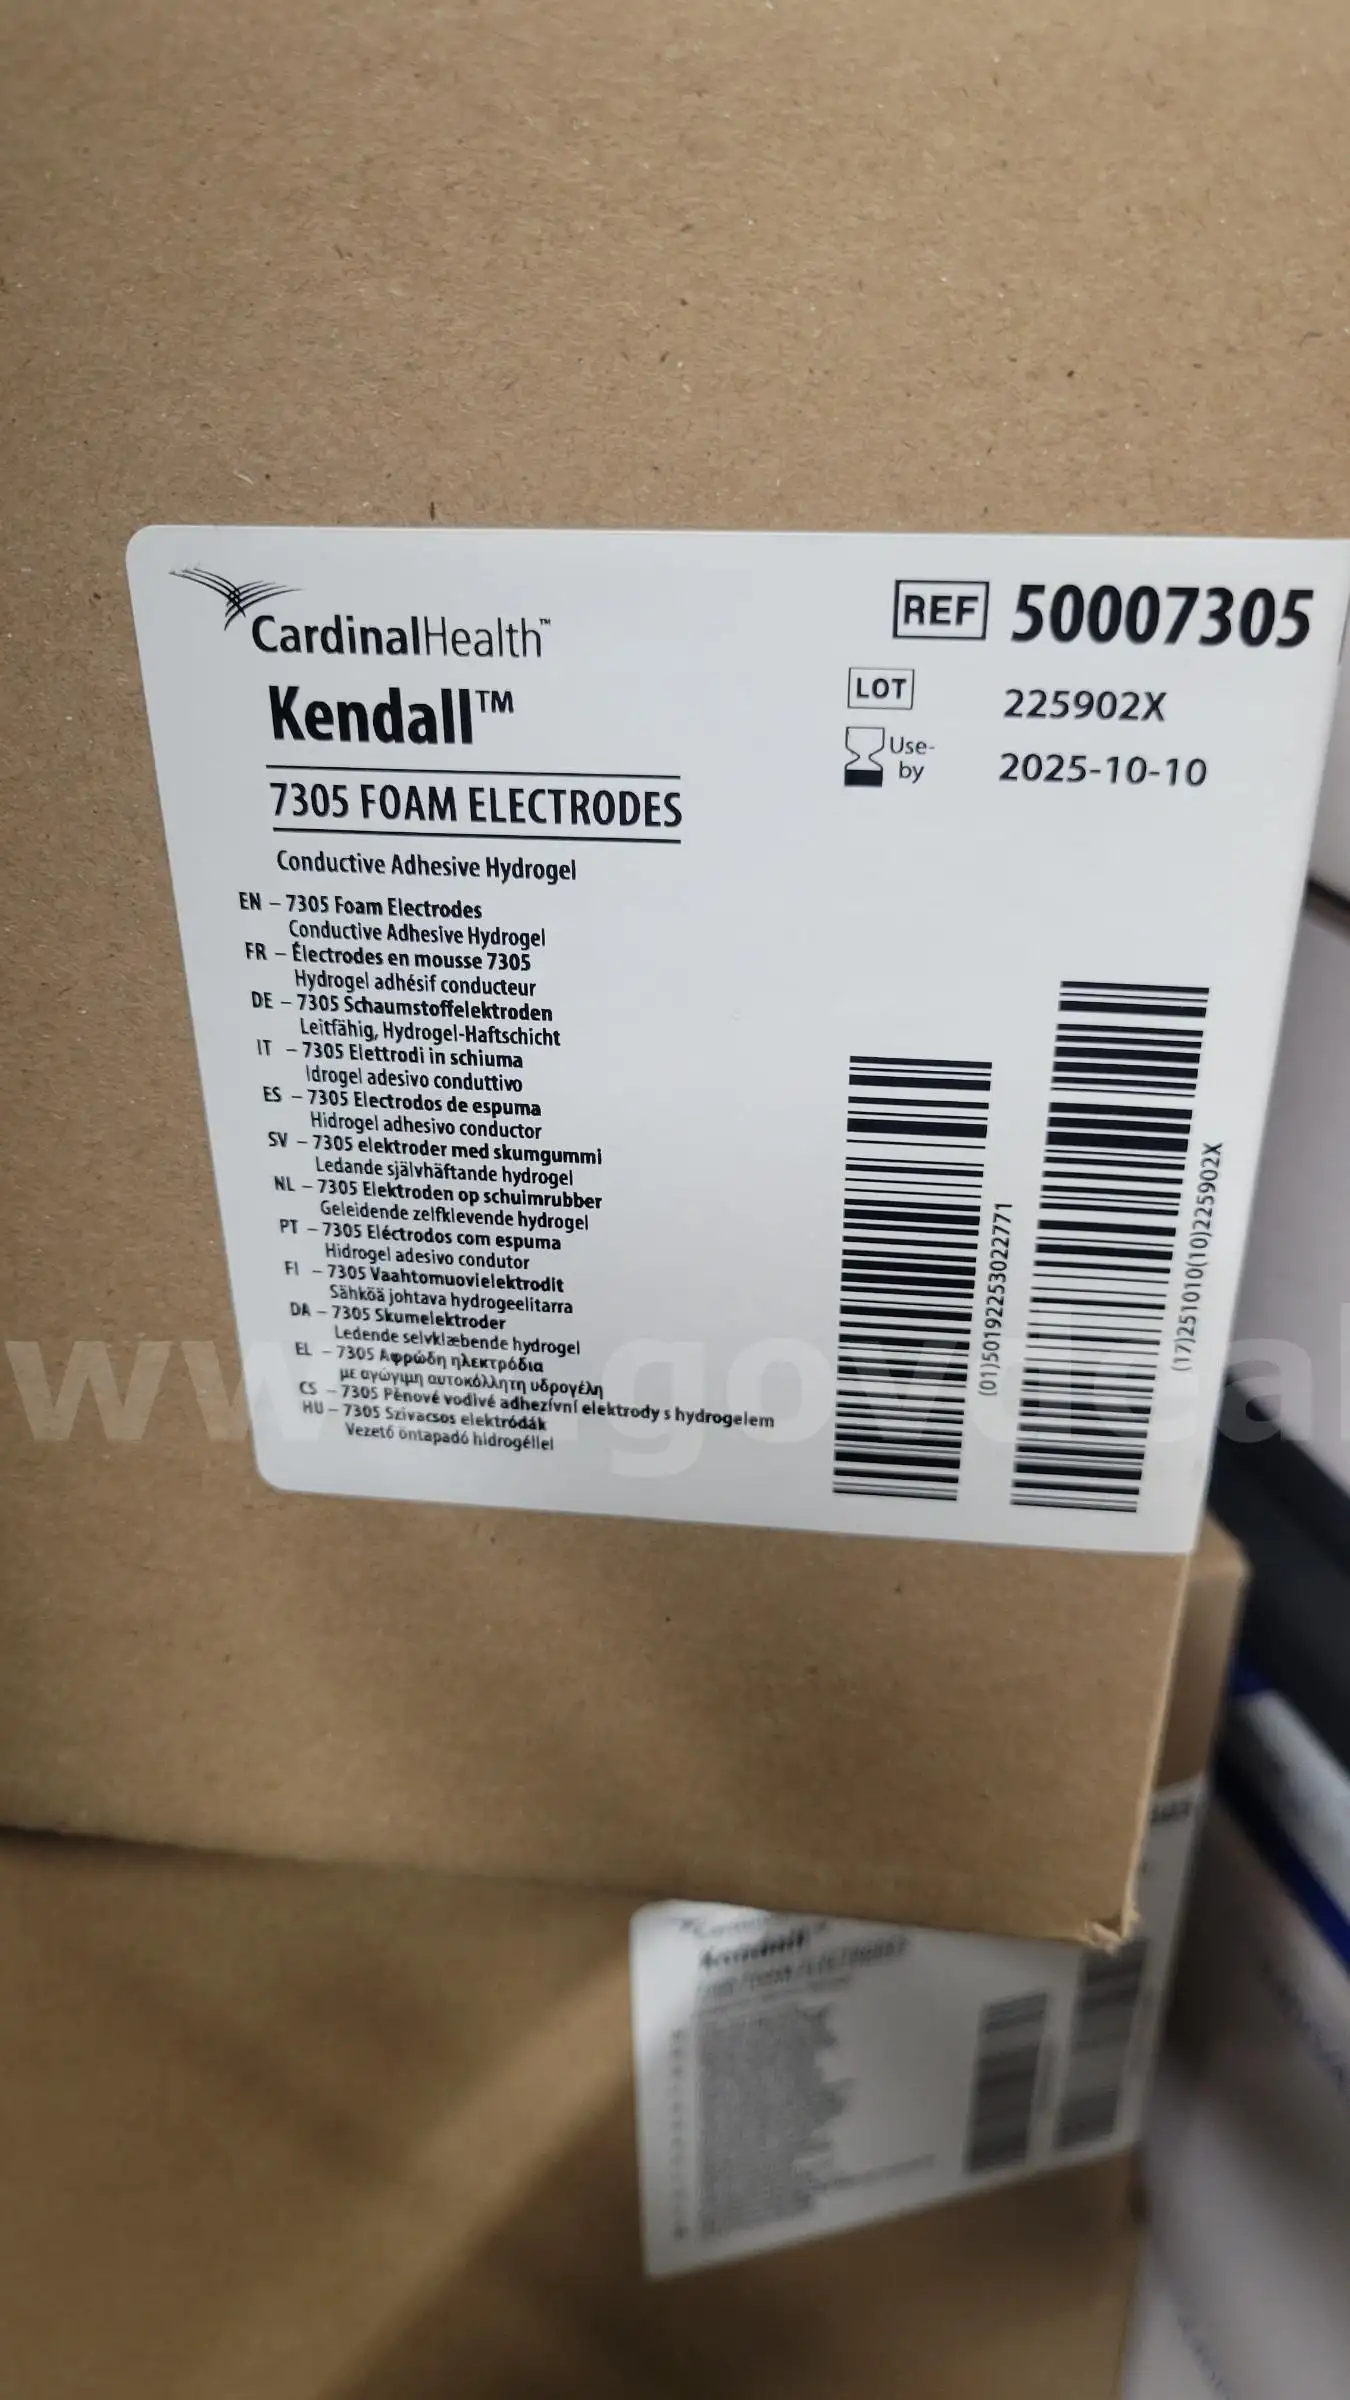 CardinalHealth™
Kendall™
7305 FOAM ELECTRODES
Conductive Adhesive Hydrogel
EN – 7305 Foam Electrodes
Conductive Adhesive Hydrogel
FR – Électrodes en mousse 7305
Hydrogel adhésif conducteur
DE – 7305 Schaumstoffelektroden
Leitfähig, Hydrogel-Haftschicht
IT – 7305 Elettrodi in schiuma
Idrogel adesivo conduttivo
ES – 7305 Electrodos de espuma
Hidrogel adhesivo conductor
SV – 7305 elektroder med skumgummi
Ledande självhäftande hydrogel
NL – 7305 Elektroden op schuimrubber
Geleidende zelfklevende hydrogel
PT – 7305 Eléctrodos com espuma
Hidrogel adesivo condutor
FI – 7305 Vaahtomuovielektrodit
Sähköä johtava hydrogeelitarra
DA – 7305 Skumelektroder
Ledende selvklæbende hydrogel
EL – 7305 Αφρώδη ηλεκτρόδια
με αγώγιμη αυτοκόλλητη υδρογέλη
CS – 7305 Pěnové vodivé adhezívní elektrody s hydrogelem
HU – 7305 Szivacsos elektródák
Vezető öntapadó hidrogéllel
REF 50007305
LOT 225902X
Use-by 2025-10-10
(01)50192253022771
(17)251010(10)225902X
www.govdeal
Kendall